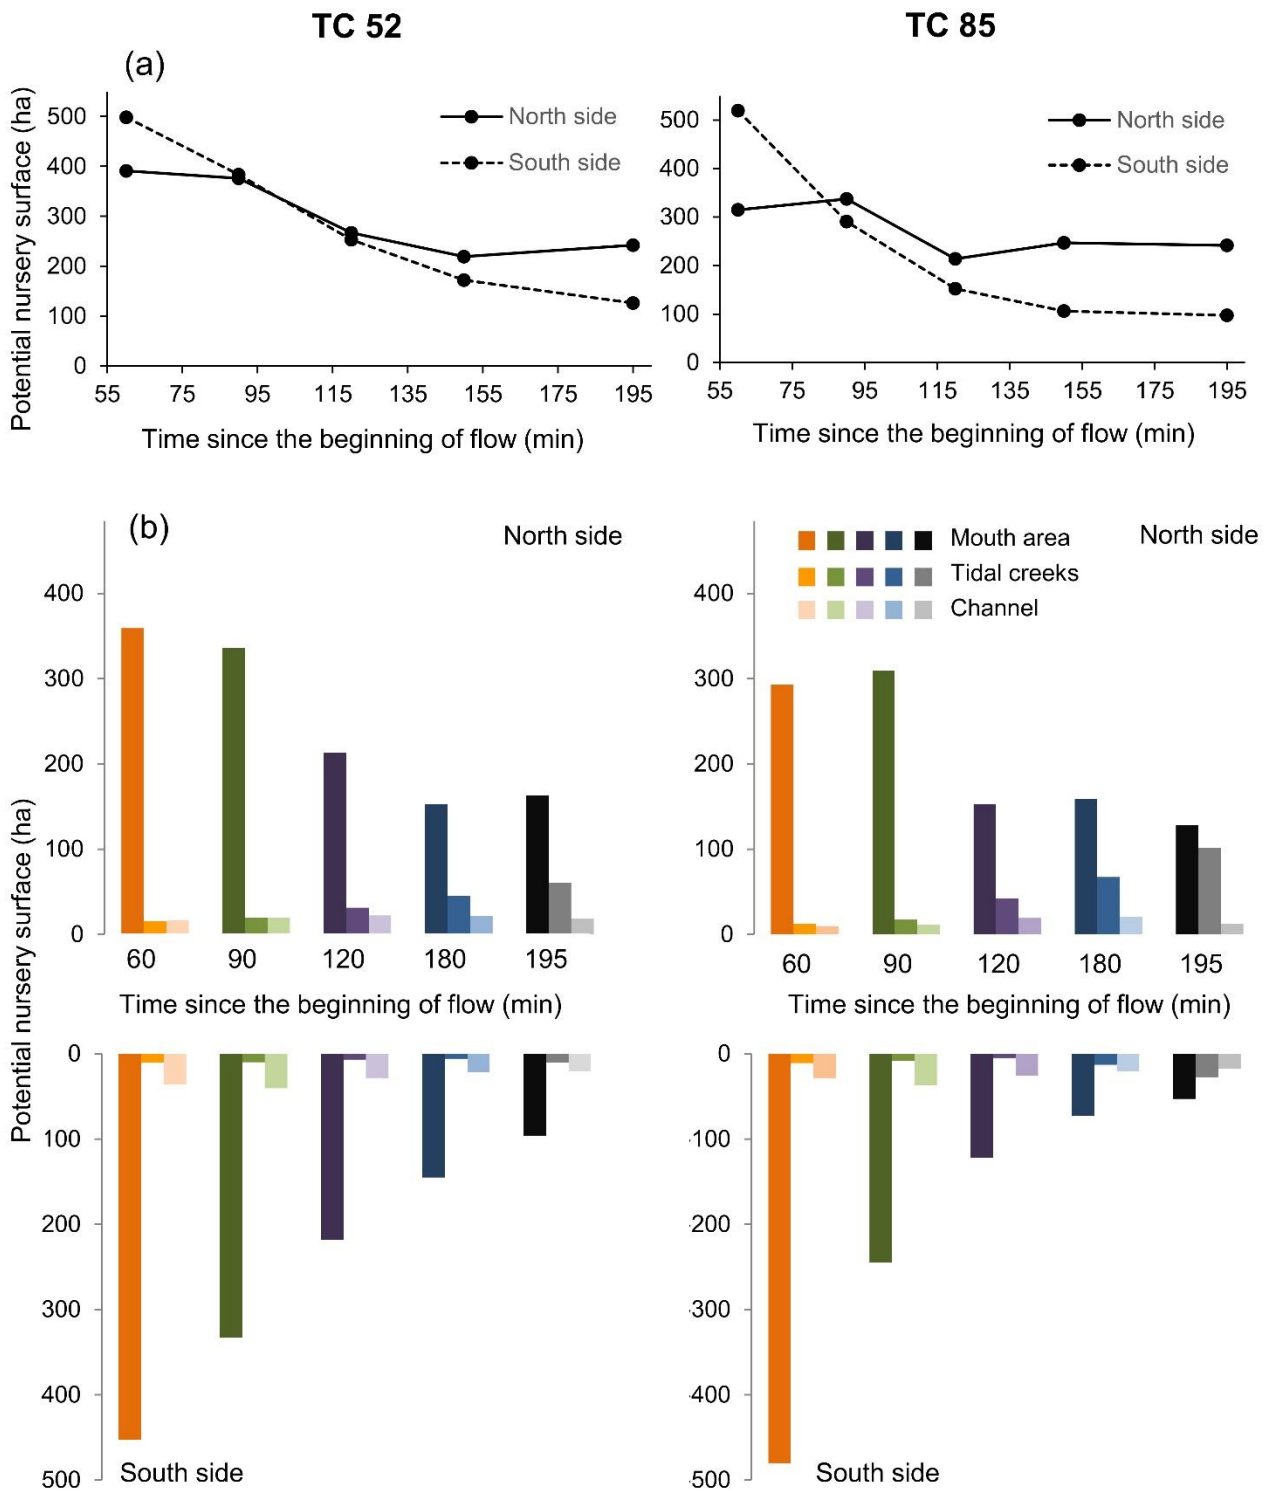 TC 52
TC 85
(a)
Potential nursery surface (ha)
500
400
300
200
100
0
55
75
95
115
135
155
175
195
North side
South side
Time since the beginning of flow (min)
500
400
300
200
100
0
55
75
95
115
135
155
175
195
North side
South side
Time since the beginning of flow (min)
(b)
North side
Potential nursery surface (ha)
400
300
200
100
0
60
90
120
180
195
Time since the beginning of flow (min)
North side
Mouth area
Tidal creeks
Channel
400
300
200
100
0
60
90
120
180
195
Time since the beginning of flow (min)
0
100
200
300
400
500
South side
0
-100
-200
-300
-400
-500
South side